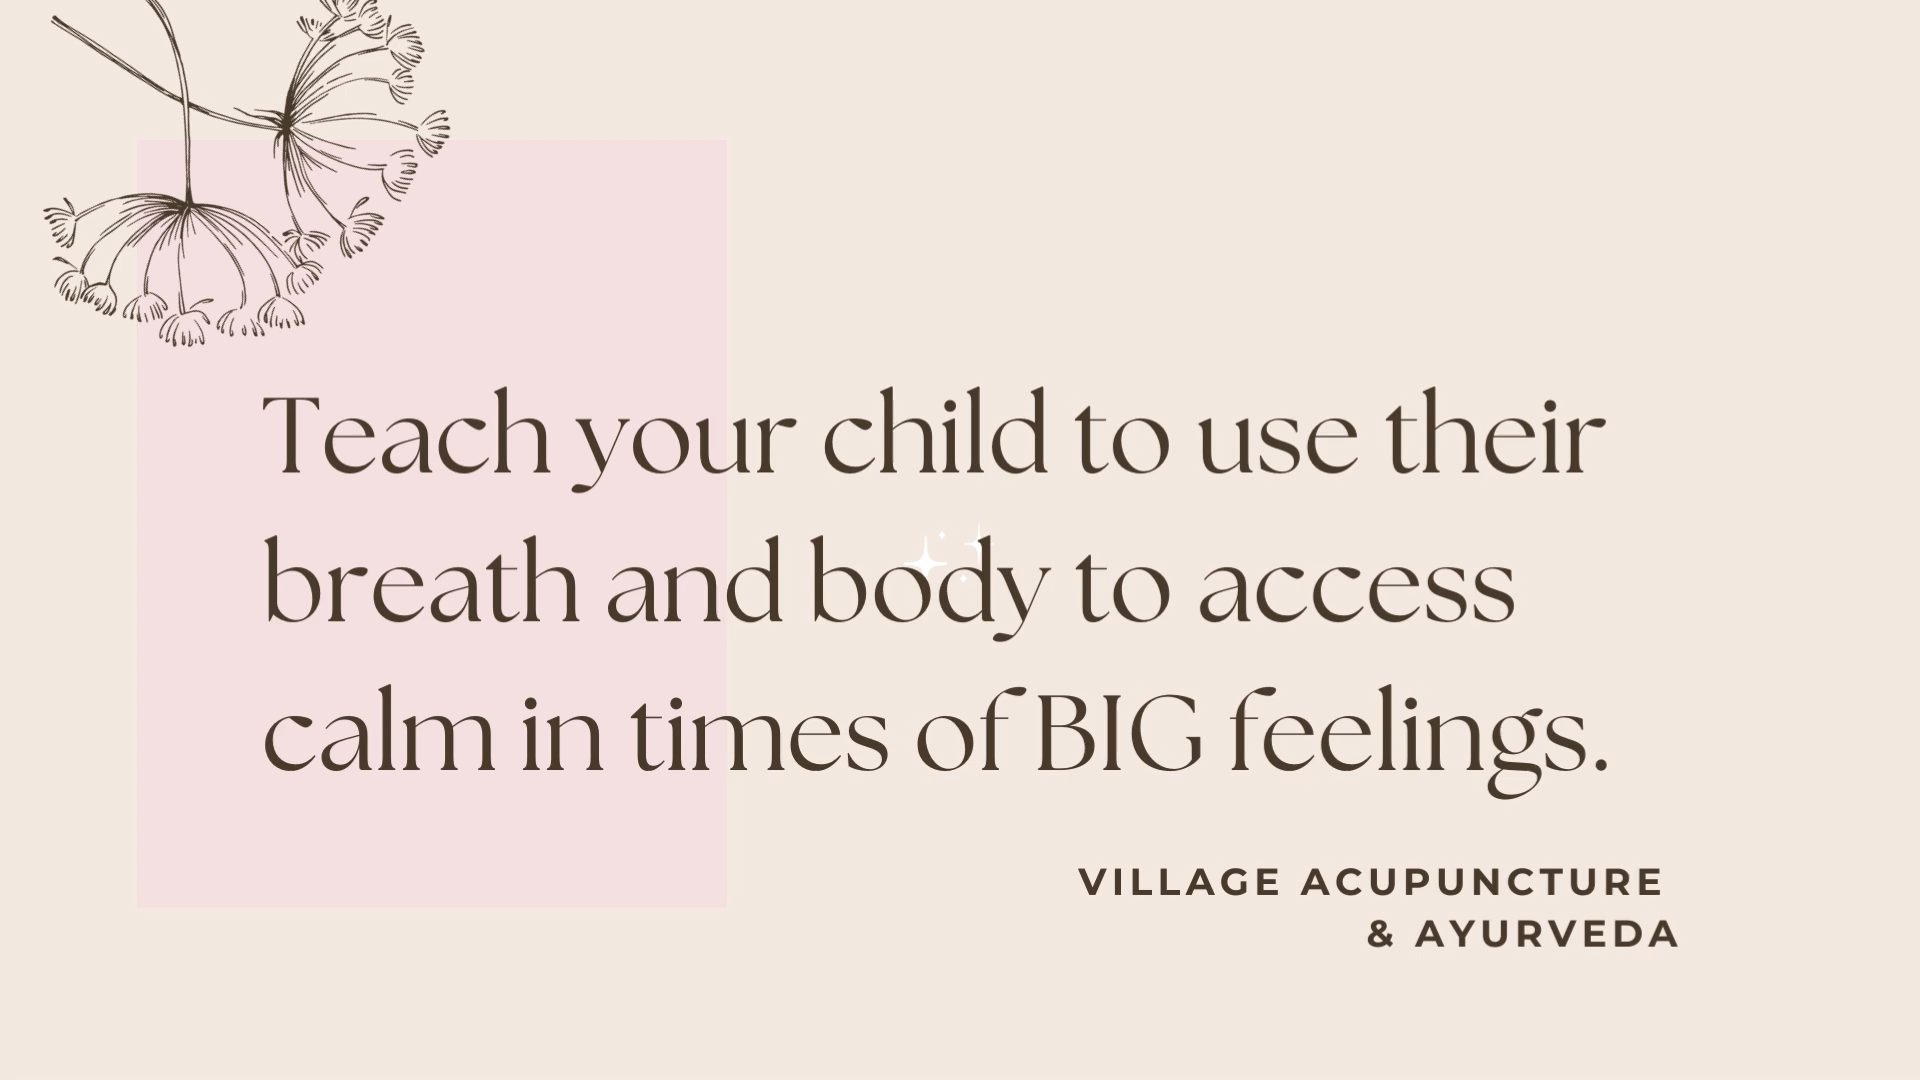 Teach your child to use their
breath and body to access
calm in times of BIG feelings.
VILLAGE ACUPUNCTURE
& AYURVEDA